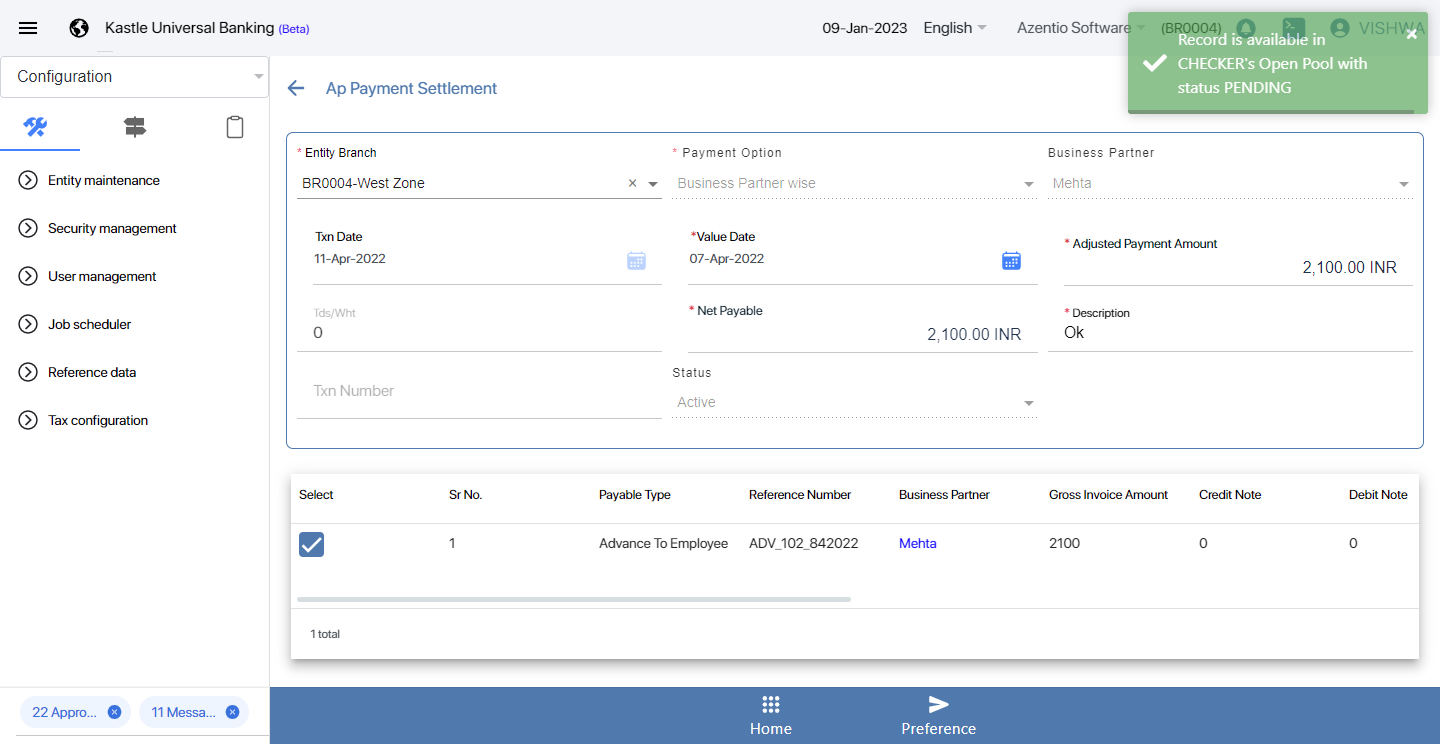 Kastle Universal Banking (Beta)
09-Jan-2023 English Azentio Software (BR0004) VISHWA
Record is available in
CHECKER's Open Pool with
status PENDING
Configuration
Ap Payment Settlement
Entity maintenance
Security management
User management
Job scheduler
Reference data
Tax configuration
* Entity Branch
BR0004-West Zone
* Payment Option
Business Partner wise
Business Partner
Mehta
Txn Date
11-Apr-2022
*Value Date
07-Apr-2022
* Adjusted Payment Amount
2,100.00 INR
Tds/Wht
0
* Net Payable
2,100.00 INR
* Description
Ok
Txn Number
Status
Active
Select Sr No. Payable Type Reference Number Business Partner Gross Invoice Amount Credit Note Debit Note
1 Advance To Employee ADV_102_842022 Mehta 2100 0 0
1 total
22 Appro... 11 Messa...
Home Preference